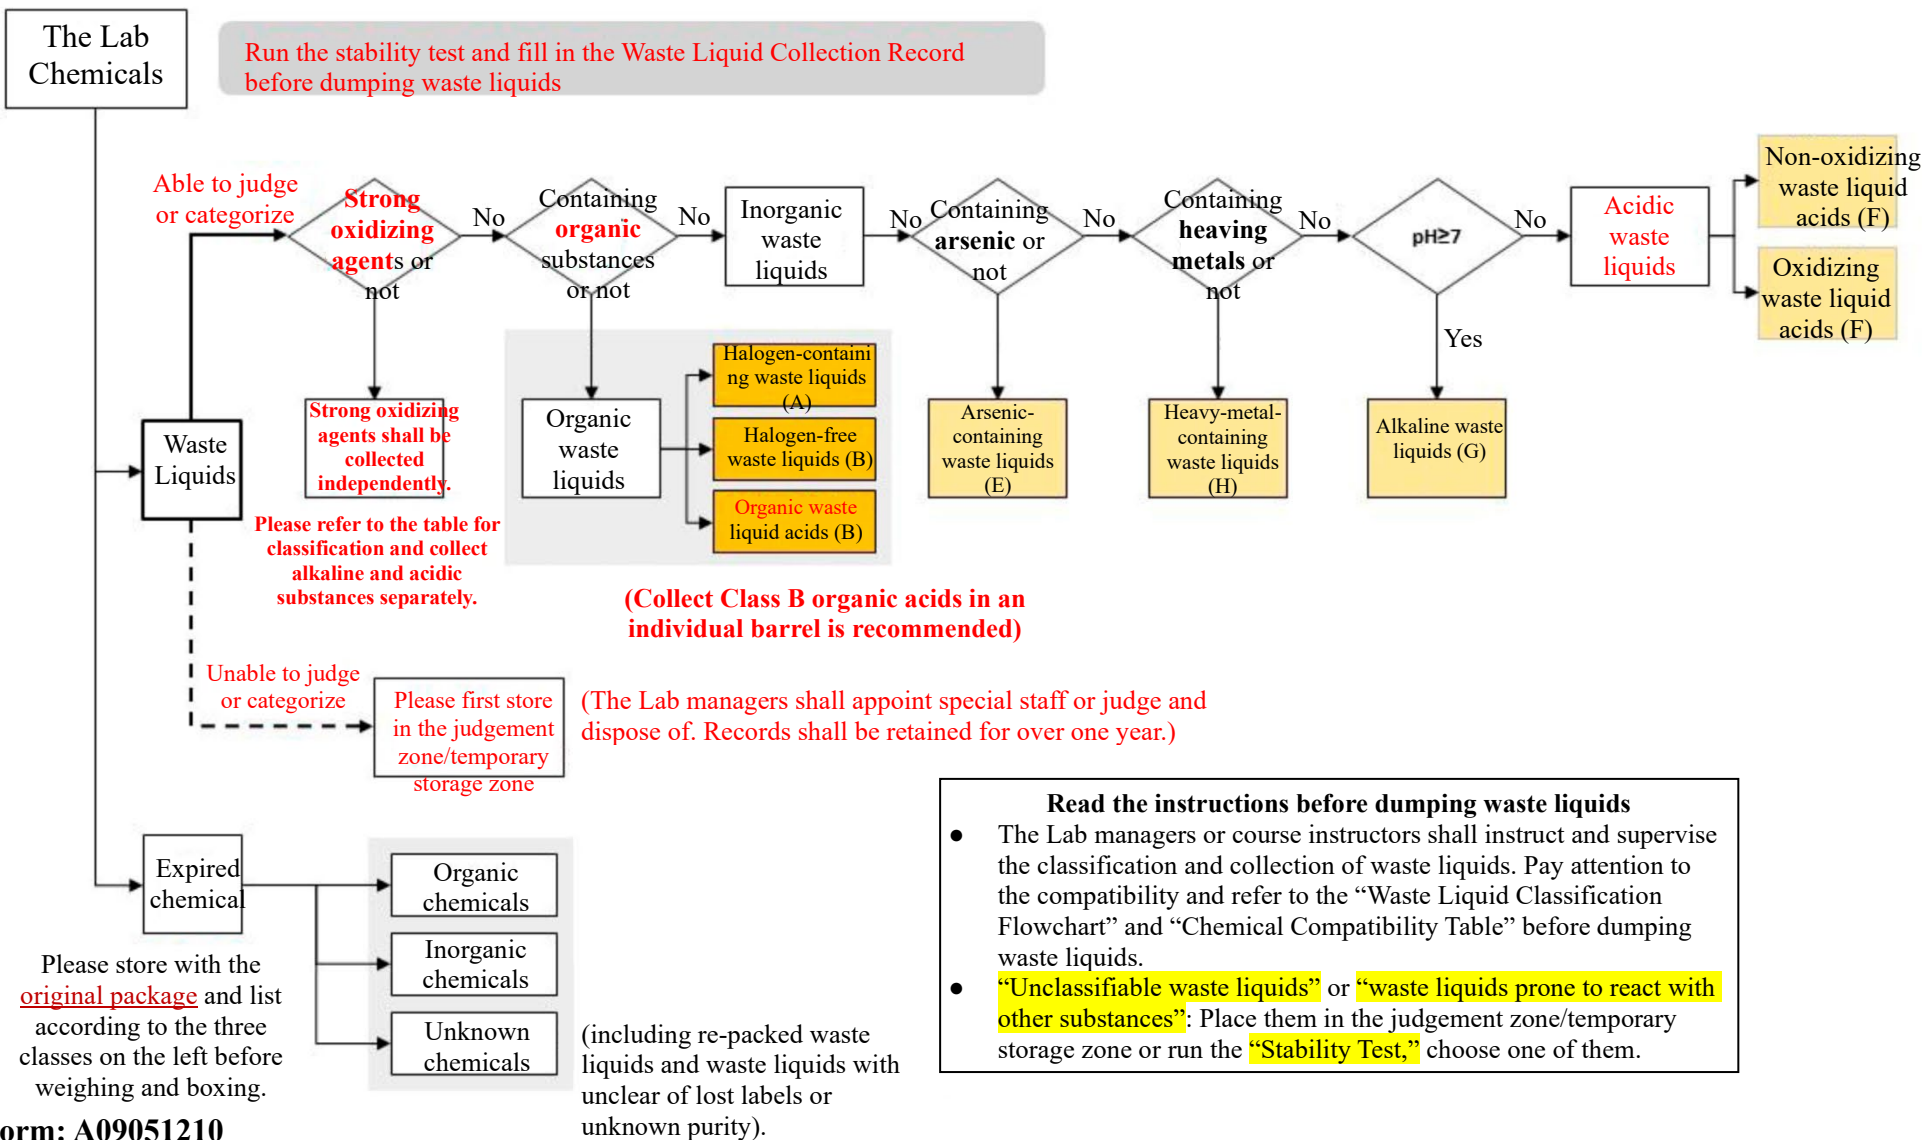 The Lab
Chemicals
Run the stability test and fill in the Waste Liquid Collection Record
before dumping waste liquids
Able to judge
or categorize
Strong
oxidizing
agents or
not
No
Containing
organic
substances
or not
No
Inorganic
waste
liquids
No
Containing
arsenic or
not
No
Containing
heaving
metals or
not
No
pH≥7
No
Acidic
waste
liquids
Non-oxidizing
waste liquid
acids (F)
Oxidizing
waste liquid
acids (F)
Yes
Waste
Liquids
Strong oxidizing
agents shall be
collected
independently.
Please refer to the table for
classification and collect
alkaline and acidic
substances separately.
Organic
waste
liquids
Halogen-containi
ng waste liquids
(A)
Halogen-free
waste liquids (B)
Organic waste
liquid acids (B)
(Collect Class B organic acids in an
individual barrel is recommended)
Arsenic-
containing
waste liquids
(E)
Heavy-metal-
containing
waste liquids
(H)
Alkaline waste
liquids (G)
Unable to judge
or categorize
Please first store
in the judgement
zone/temporary
storage zone
(The Lab managers shall appoint special staff or judge and
dispose of. Records shall be retained for over one year.)
Expired
chemical
Organic
chemicals
Inorganic
chemicals
Unknown
chemicals
Please store with the
original package and list
according to the three
classes on the left before
weighing and boxing.
(including re-packed waste
liquids and waste liquids with
unclear of lost labels or
unknown purity).
Read the instructions before dumping waste liquids
● The Lab managers or course instructors shall instruct and supervise
the classification and collection of waste liquids. Pay attention to
the compatibility and refer to the “Waste Liquid Classification
Flowchart” and “Chemical Compatibility Table” before dumping
waste liquids.
● “Unclassifiable waste liquids” or “waste liquids prone to react with
other substances”: Place them in the judgement zone/temporary
storage zone or run the “Stability Test,” choose one of them.
orm: A09051210